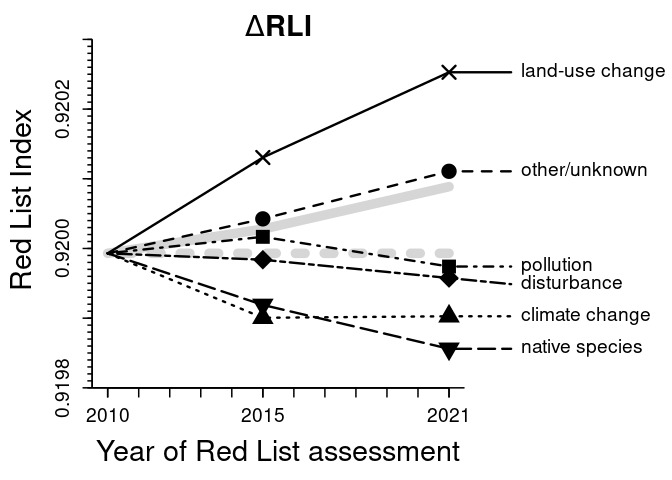 ΔRLI
Red List Index
0.9202
0.9200
0.9198
land-use change
other/unknown
pollution
disturbance
climate change
native species
2010 2015 2021
Year of Red List assessment